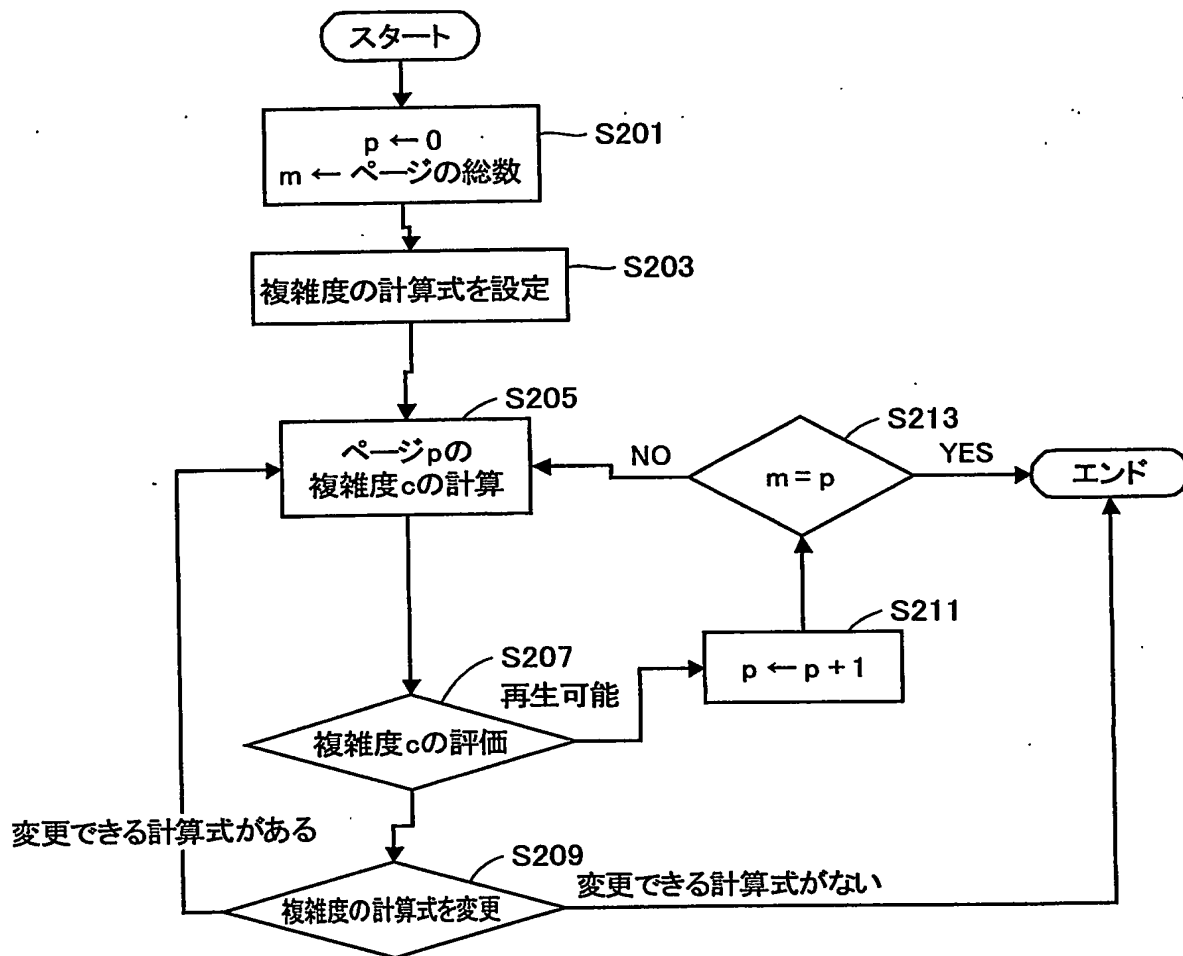 スタート
p ← 0
m ← ページの総数
S201
複雑度の計算式を設定
S203
S205
ページpの
複雑度cの計算
S213
NO
m = p
YES
エンド
S211
p ← p + 1
S207
再生可能
複雑度cの評価
変更できる計算式がある
S209
変更できる計算式がない
複雑度の計算式を変更